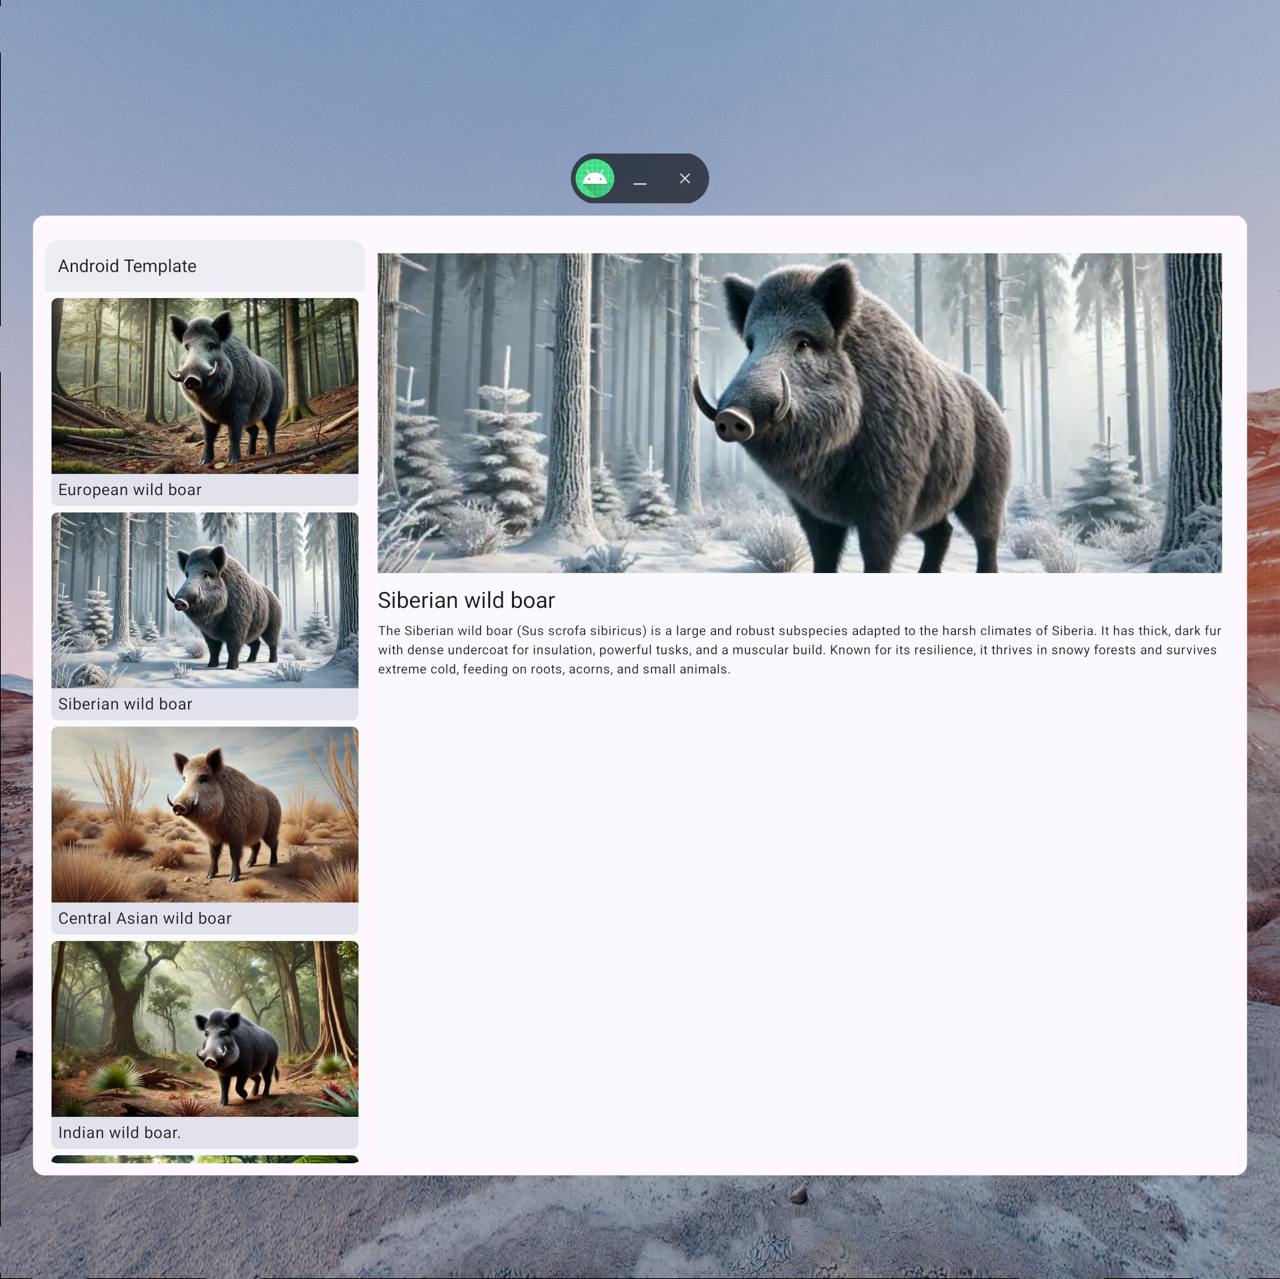 Android Template
European wild boar
Siberian wild boar
Central Asian wild boar
Indian wild boar.
Siberian wild boar
The Siberian wild boar (Sus scrofa sibiricus) is a large and robust subspecies adapted to the harsh climates of Siberia. It has thick, dark fur
with dense undercoat for insulation, powerful tusks, and a muscular build. Known for its resilience, it thrives in snowy forests and survives
extreme cold, feeding on roots, acorns, and small animals.